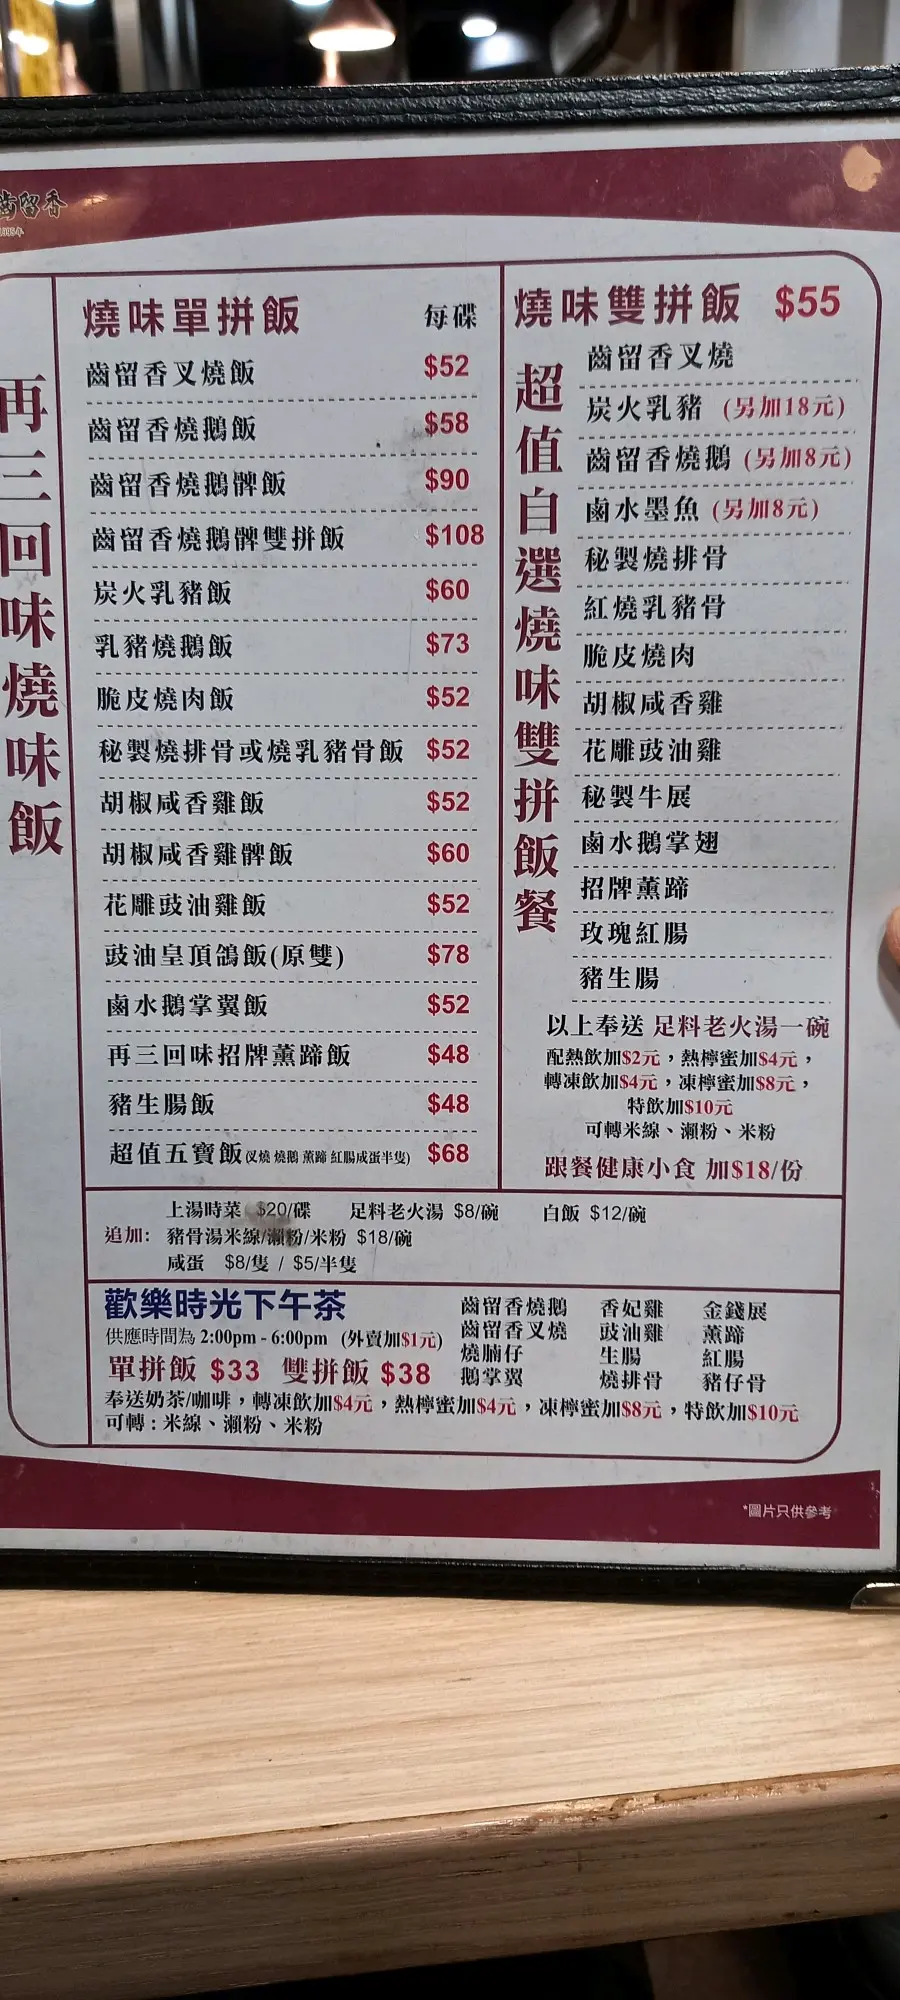 齒留香
再三回味燒味飯
燒味單拼飯 每碟
齒留香叉燒飯 $52
齒留香燒鵝飯 $58
齒留香燒鵝髀飯 $90
齒留香燒鵝髀雙拼飯 $108
炭火乳豬飯 $60
乳豬燒鵝飯 $73
脆皮燒肉飯 $52
秘製燒排骨或燒乳豬骨飯 $52
胡椒咸香雞飯 $52
胡椒咸香雞髀飯 $60
花雕豉油雞飯 $52
豉油皇頂鴿飯(原雙) $78
鹵水鵝掌翼飯 $52
再三回味招牌薰蹄飯 $48
豬生腸飯 $48
超值五寶飯(叉燒 燒鵝 薰蹄 紅腸咸蛋半隻) $68
燒味雙拼飯 $55
超值自選燒味雙拼飯餐
齒留香叉燒
炭火乳豬 (另加18元)
齒留香燒鵝 (另加8元)
鹵水墨魚 (另加8元)
秘製燒排骨
紅燒乳豬骨
脆皮燒肉
胡椒咸香雞
花雕豉油雞
秘製牛展
鹵水鵝掌翅
招牌薰蹄
玫瑰紅腸
豬生腸
以上奉送 足料老火湯一碗
配熱飲加$2元，熱檸蜜加$4元，
轉凍飲加$4元，凍檸蜜加$8元，
特飲加$10元
可轉米線、瀨粉、米粉
跟餐健康小食 加$18/份
上湯時菜 $20/碟 足料老火湯 $8/碗 白飯 $12/碗
追加: 豬骨湯米線/瀨粉/米粉 $18/碗
咸蛋 $8/隻 / $5/半隻
歡樂時光下午茶
供應時間為 2:00pm - 6:00pm (外賣加$1元)
單拼飯 $33 雙拼飯 $38
齒留香燒鵝 香妃雞 金錢展
齒留香叉燒 豉油雞 薰蹄
燒腩仔 生腸 紅腸
鵝掌翼 燒排骨 豬仔骨
奉送奶茶/咖啡，轉凍飲加$4元，熱檸蜜加$4元，凍檸蜜加$8元，特飲加$10元
可轉 : 米線、瀨粉、米粉
*圖片只供參考